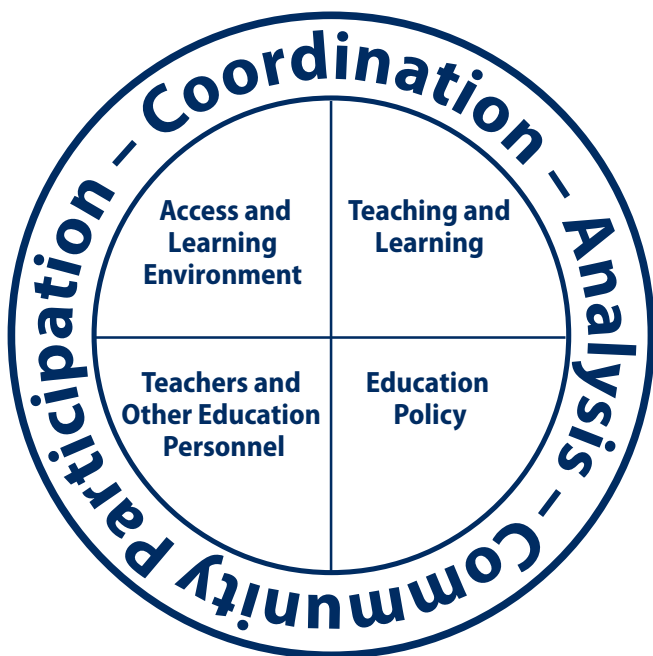 Community Participation – Coordination – Analysis –
Access and
Learning
Environment
Teaching and
Learning
Teachers and
Other Education
Personnel
Education
Policy